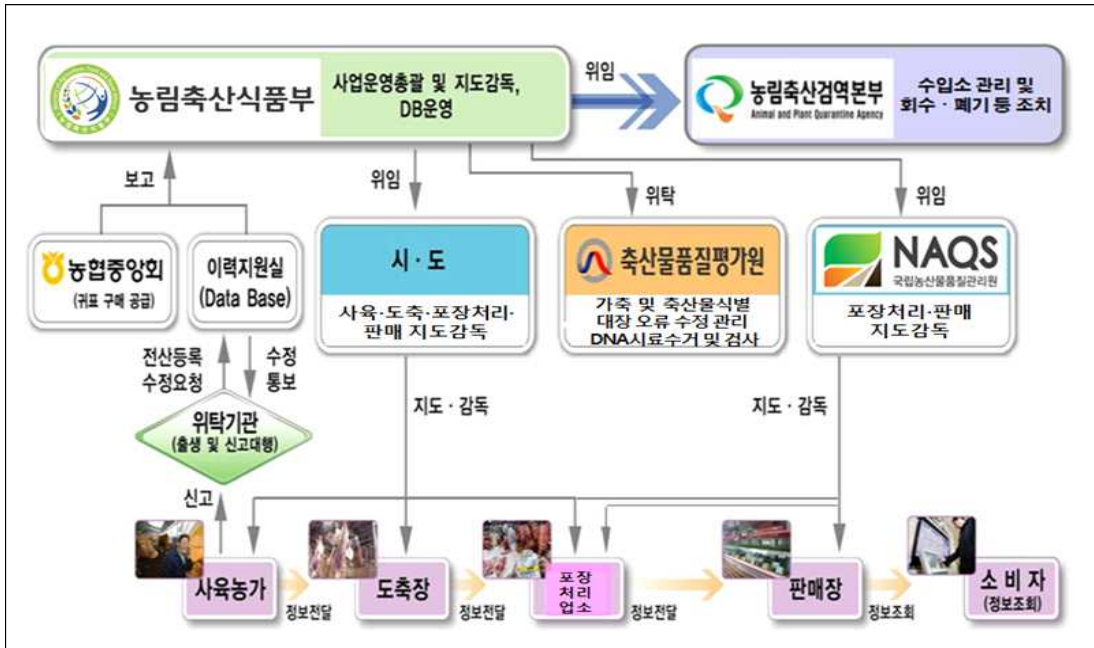 농림축산식품부
사업운영총괄 및 지도감독,
DB운영
위임
농림축산검역본부
Animal and Plant Quarantine Agency
수입소 관리 및
회수·폐기 등 조치
보고
위임
위탁
위임
농협중앙회
(귀표 구매 공급)
이력지원실
(Data Base)
시·도
사육·도축·포장처리·
판매 지도감독
축산물품질평가원
가축 및 축산물식별
대장 오류 수정 관리
DNA시료수거 및 검사
NAQS
국립농산물품질관리원
포장처리·판매
지도감독
전산등록
수정요청
수정
통보
지도·감독
지도·감독
위탁기관
(출생 및 신고대행)
신고
사육농가
정보전달
도축장
정보전달
포장
처리
업소
정보전달
판매장
정보조회
소비자
(정보조회)